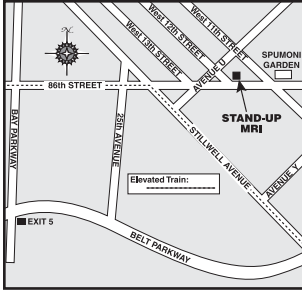 N
West 11th STREET
West 12th STREET
West 13th STREET
AVENUE U
SPUMONI
GARDEN
86th STREET
STAND-UP
MRI
BAY PARKWAY
25th AVENUE
STILLWELL AVENUE
AVENUE Y
Elevated Train:
EXIT 5
BELT PARKWAY